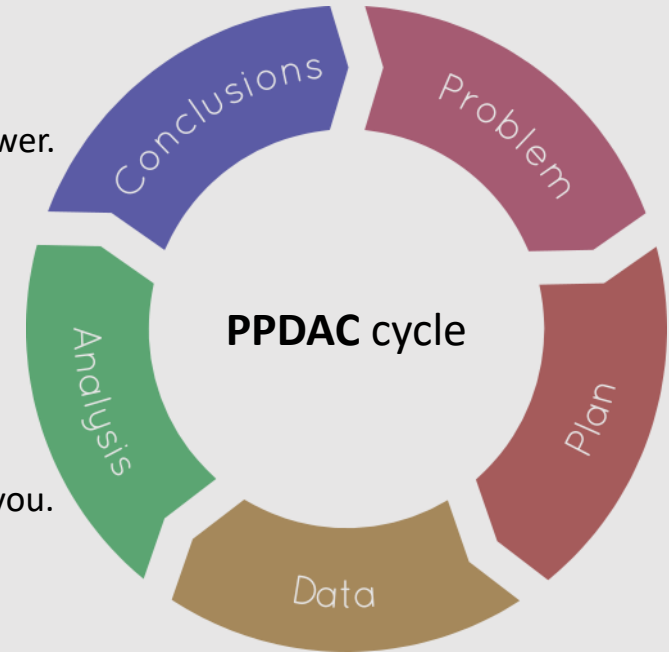 Conclusions
Problem
wer.
PPDAC cycle
Analysis
Plan
you.
Data